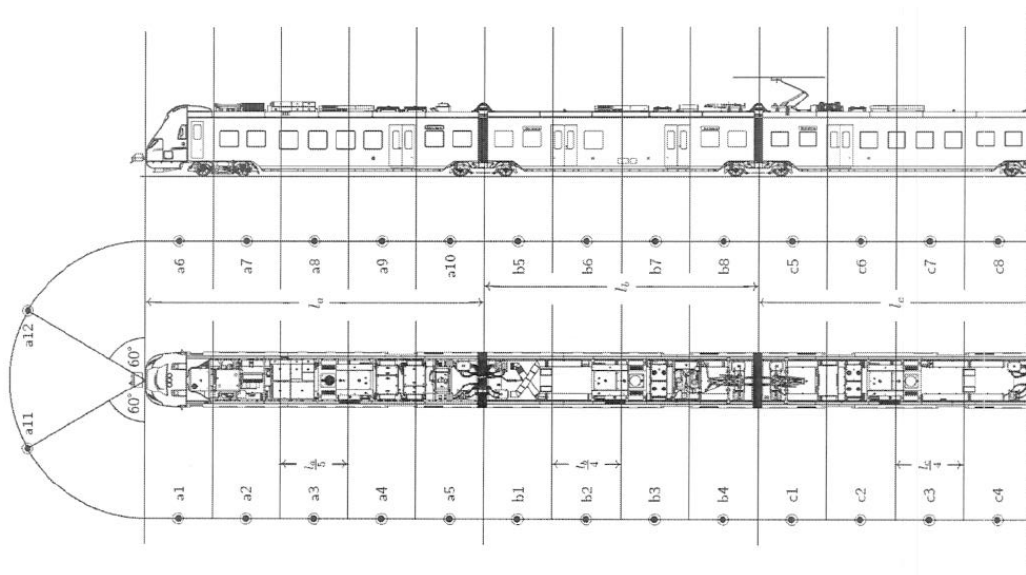 a6 a7 a8 a9 a10 b5 b6 b7 b8 c5 c6 c7 c8
l_a l_b l_c
a12
60°
60°
a11
l_a/5 l_b/4 l_c/4
a1 a2 a3 a4 a5 b1 b2 b3 b4 c1 c2 c3 c4